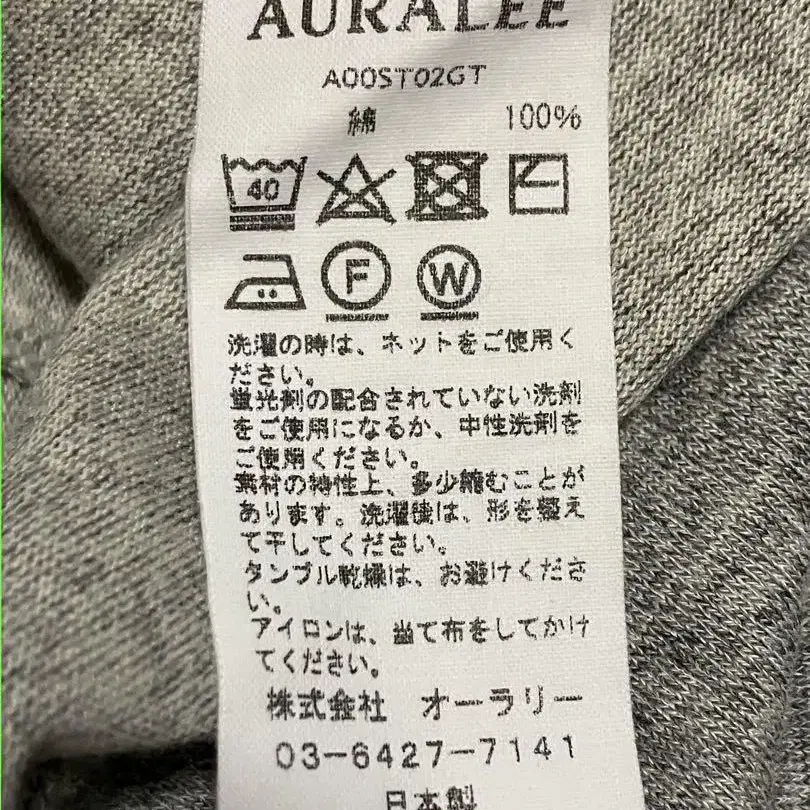 AURALEE
A00ST02GT
綿 100%
40
F W
洗濯の時は、ネットをご使用く
ださい。
蛍光剤の配合されていない洗剤
をご使用になるか、中性洗剤を
ご使用ください。
素材の特性上、多少縮むことが
あります。洗濯後は、形を整え
て干してください。
タンブル乾燥は、お避けくださ
い。
アイロンは、当て布をしてかけ
てください。
株式会社 オーラリー
03-6427-7141
日本製